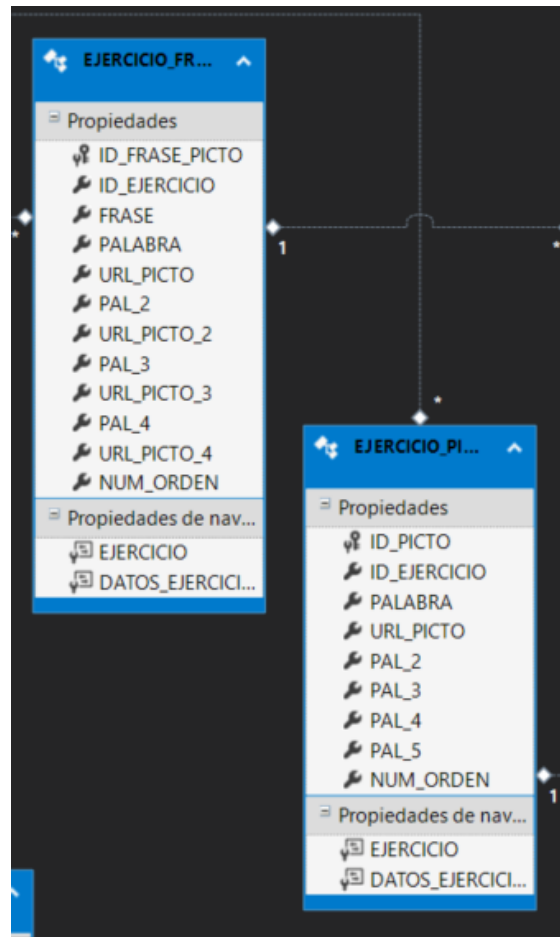 EJERCICIO_FR...
Propiedades
ID_FRASE_PICTO
ID_EJERCICIO
FRASE
PALABRA
URL_PICTO
PAL_2
URL_PICTO_2
PAL_3
URL_PICTO_3
PAL_4
URL_PICTO_4
NUM_ORDEN
Propiedades de nav...
EJERCICIO
DATOS_EJERCICI...
*
1
*
*
EJERCICIO_PI...
Propiedades
ID_PICTO
ID_EJERCICIO
PALABRA
URL_PICTO
PAL_2
PAL_3
PAL_4
PAL_5
NUM_ORDEN
Propiedades de nav...
EJERCICIO
DATOS_EJERCICI...
1